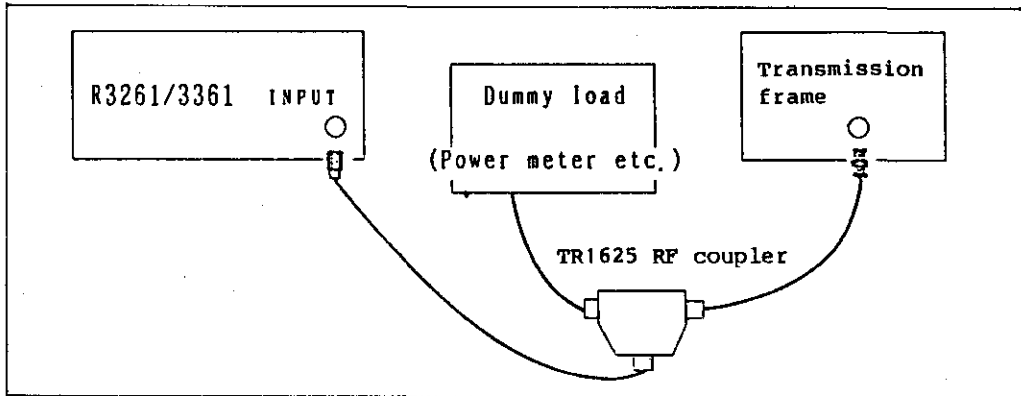 R3261/3361 INPUT
Dummy load
(Power meter etc.)
Transmission
frame
TR1625 RF coupler